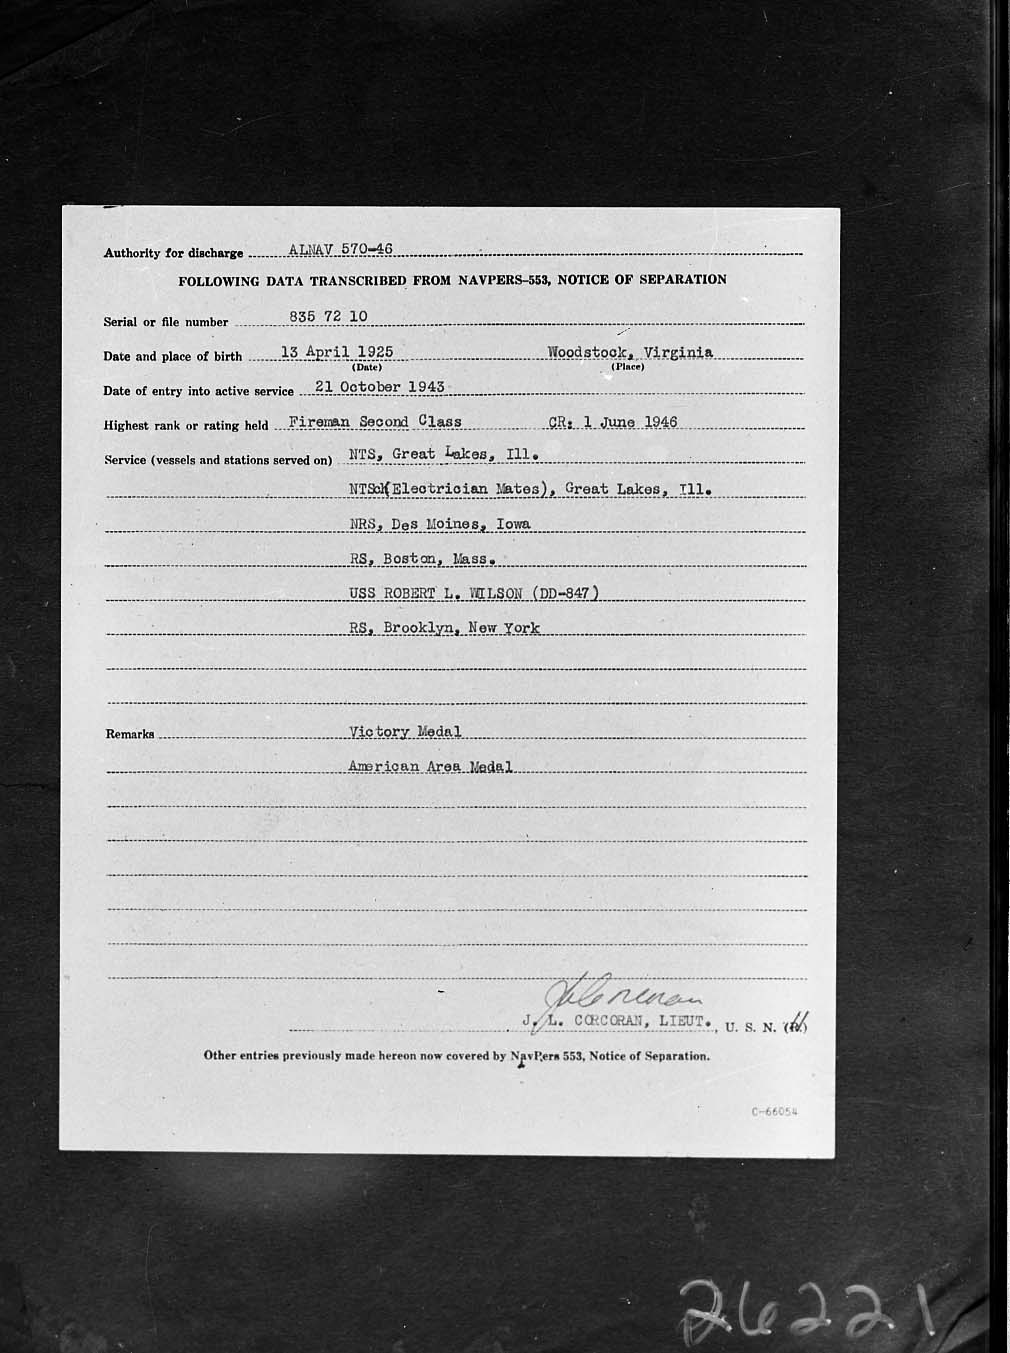 Authority for discharge ALNAV 570-46
FOLLOWING DATA TRANSCRIBED FROM NAVPERS-553, NOTICE OF SEPARATION
Serial or file number 835 72 10
Date and place of birth 13 April 1925 Woodstock, Virginia
(Date) (Place)
Date of entry into active service 21 October 1943
Highest rank or rating held Fireman Second Class CR: 1 June 1946
Service (vessels and stations served on) NTS, Great Lakes, Ill.
NTSch(Electrician Mates), Great Lakes, Ill.
NRS, Des Moines, Iowa
RS, Boston, Mass.
USS ROBERT L. WILSON (DD-847)
RS, Brooklyn, New York
Remarks Victory Medal
American Area Medal
J L Corcoran
J. L. CORCORAN, LIEUT., U. S. N. (R)
Other entries previously made hereon now covered by NavPers 553, Notice of Separation.
C-66054
26221